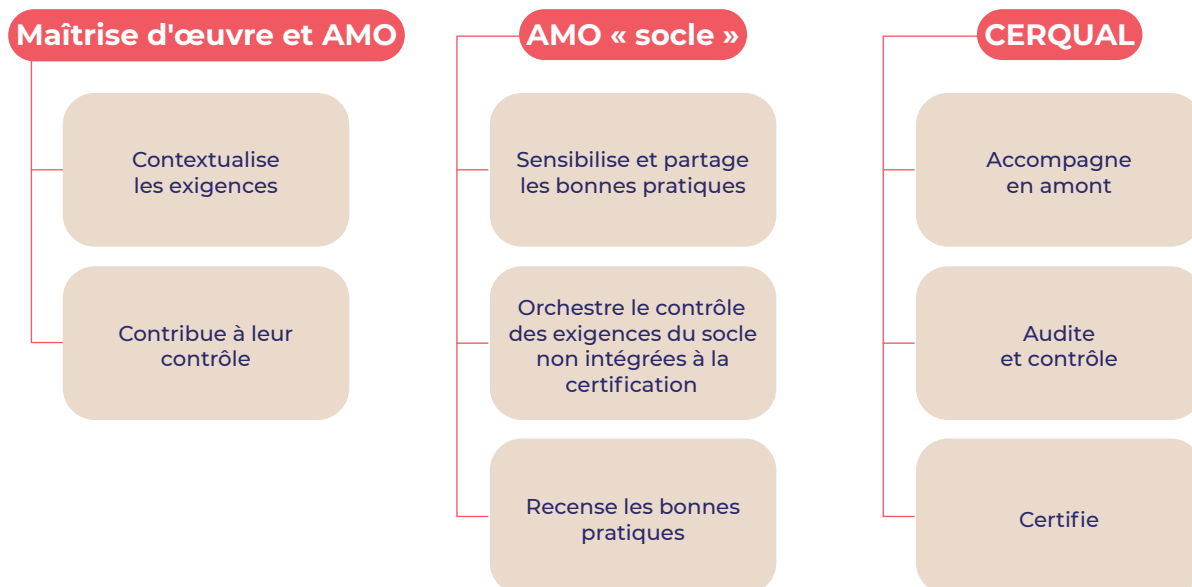 Maîtrise d'œuvre et AMO
Contextualise
les exigences
Contribue à leur
contrôle
AMO « socle »
Sensibilise et partage
les bonnes pratiques
Orchestre le contrôle
des exigences du socle
non intégrées à la
certification
Recense les bonnes
pratiques
CERQUAL
Accompagne
en amont
Audite
et contrôle
Certifie